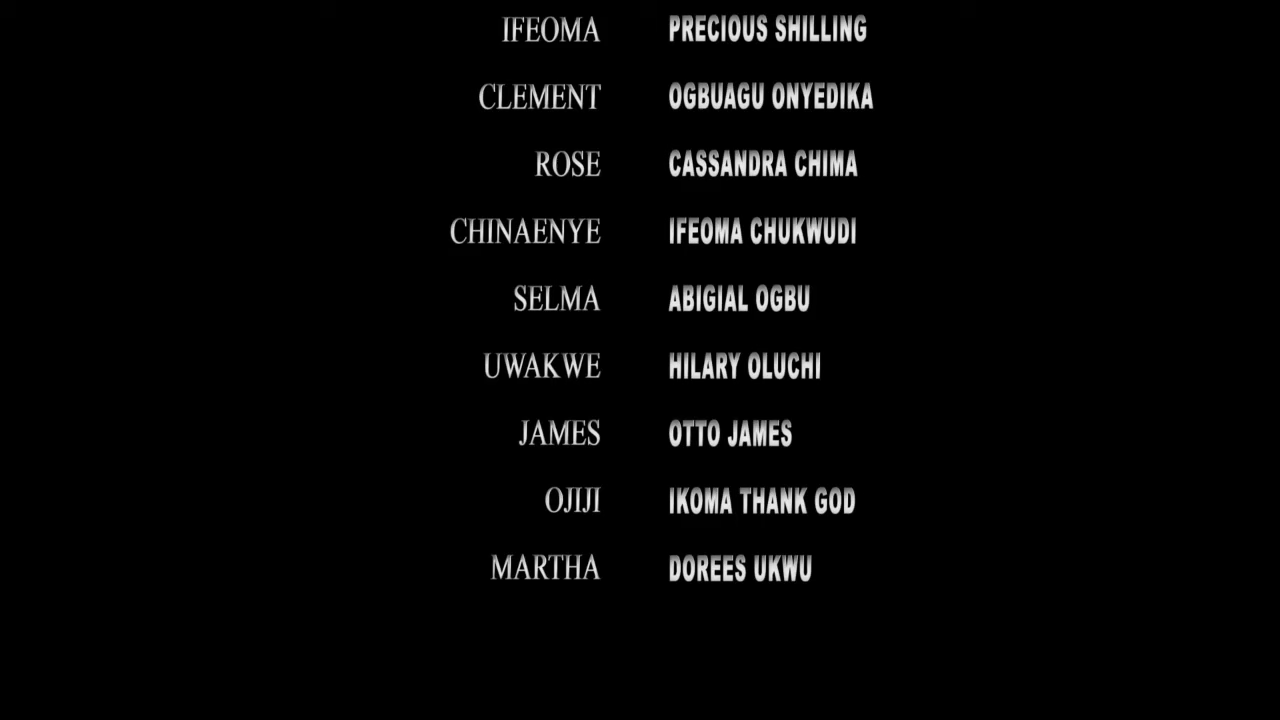 IFEOMA PRECIOUS SHILLING
CLEMENT OGBUAGU ONYEDIKA
ROSE CASSANDRA CHIMA
CHINAENYE IFEOMA CHUKWUDI
SELMA ABIGIAL OGBU
UWAKWE HILARY OLUCHI
JAMES OTTO JAMES
OJIJI IKOMA THANK GOD
MARTHA DOREES UKWU